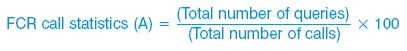 FCR call statistics (A) = (Total number of queries) / (Total number of calls) × 100